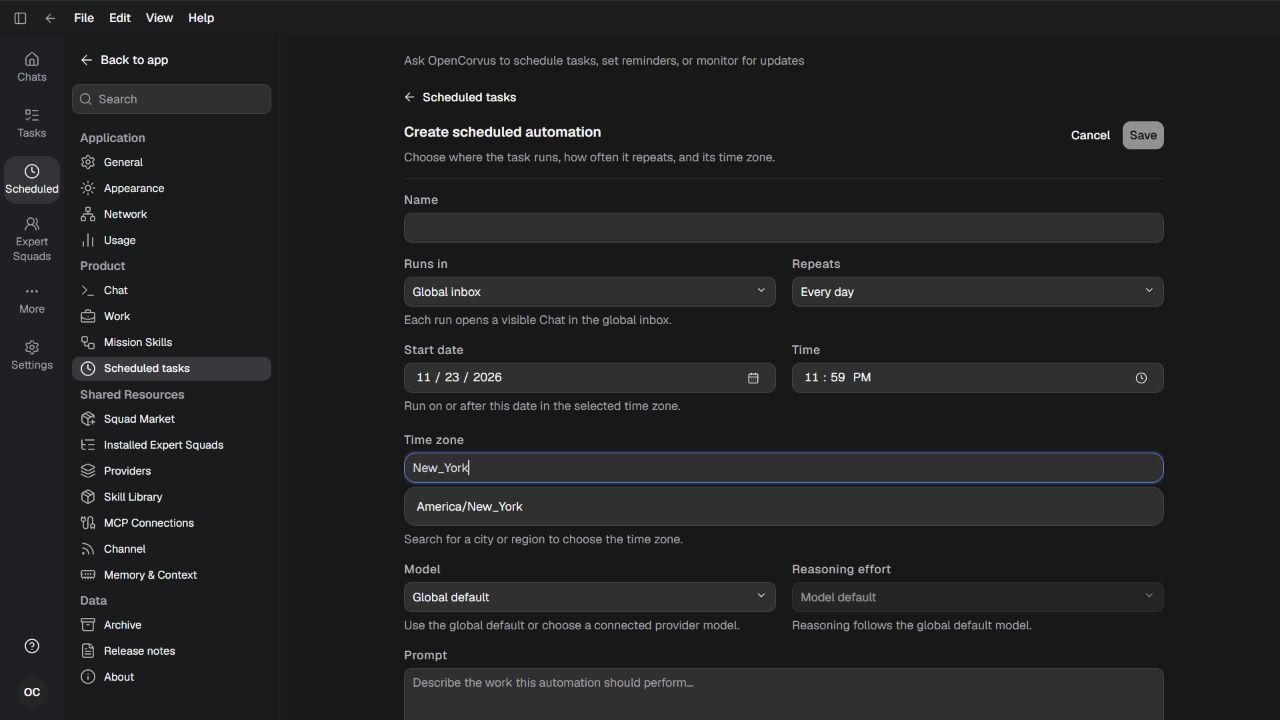 File Edit View Help
Chats
Tasks
Scheduled
Expert
Squads
More
Settings
OC
Back to app
Search
Application
General
Appearance
Network
Usage
Product
Chat
Work
Mission Skills
Scheduled tasks
Shared Resources
Squad Market
Installed Expert Squads
Providers
Skill Library
MCP Connections
Channel
Memory & Context
Data
Archive
Release notes
About
Ask OpenCorvus to schedule tasks, set reminders, or monitor for updates
Scheduled tasks
Create scheduled automation
Cancel Save
Choose where the task runs, how often it repeats, and its time zone.
Name
Runs in Repeats
Global inbox Every day
Each run opens a visible Chat in the global inbox.
Start date Time
11 / 23 / 2026 11 : 59 PM
Run on or after this date in the selected time zone.
Time zone
New_York
America/New_York
Search for a city or region to choose the time zone.
Model Reasoning effort
Global default Model default
Use the global default or choose a connected provider model. Reasoning follows the global default model.
Prompt
Describe the work this automation should perform...